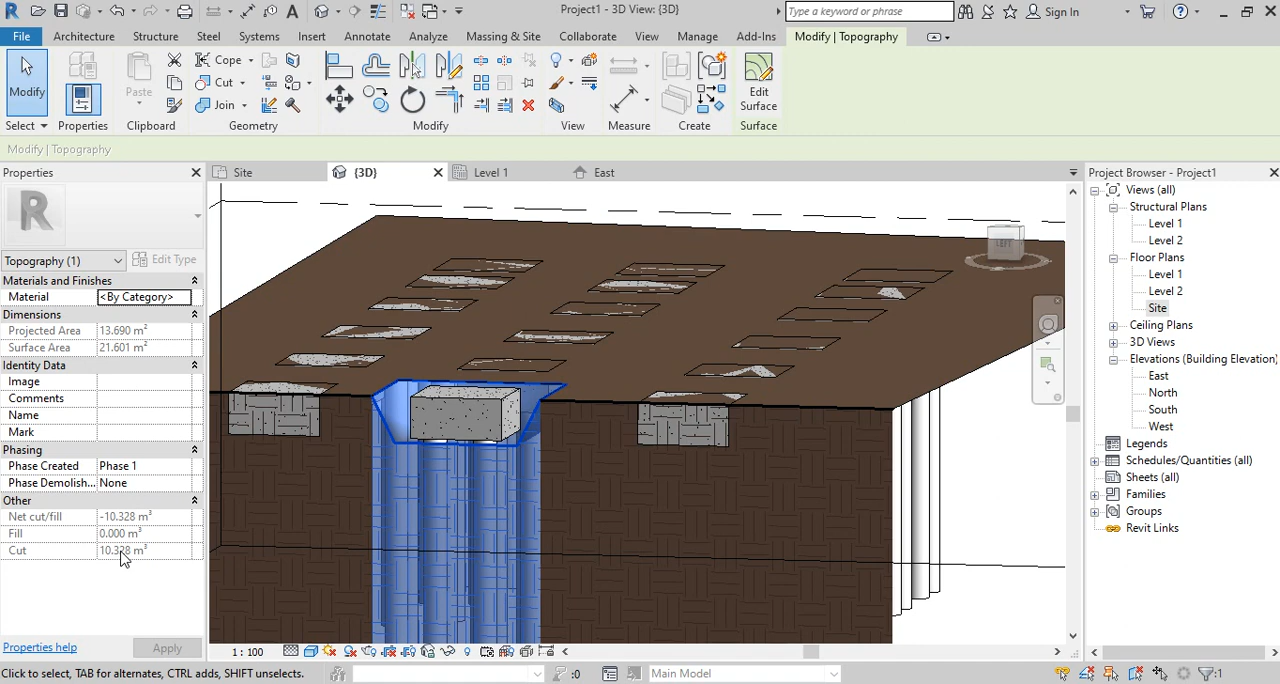 Project1 - 3D View: {3D}
Type a keyword or phrase
Sign In
File
Architecture
Structure
Steel
Systems
Insert
Annotate
Analyze
Massing & Site
Collaborate
View
Manage
Add-Ins
Modify | Topography
Modify
Properties
Paste
Cope
Cut
Join
Edit
Surface
Select
Properties
Clipboard
Geometry
Modify
View
Measure
Create
Surface
Modify | Topography
Properties
Site
{3D}
Level 1
East
Project Browser - Project1
Topography (1)
Edit Type
Materials and Finishes
Material <By Category>
Dimensions
Projected Area 13.690 m²
Surface Area 21.601 m²
Identity Data
Image
Comments
Name
Mark
Phasing
Phase Created Phase 1
Phase Demolish... None
Other
Net cut/fill -10.328 m³
Fill 0.000 m³
Cut 10.328 m³
Properties help
Apply
LEFT
Views (all)
Structural Plans
Level 1
Level 2
Floor Plans
Level 1
Level 2
Site
Ceiling Plans
3D Views
Elevations (Building Elevation)
East
North
South
West
Legends
Schedules/Quantities (all)
Sheets (all)
Families
Groups
Revit Links
1 : 100
Click to select, TAB for alternates, CTRL adds, SHIFT unselects.
:0
Main Model
:1